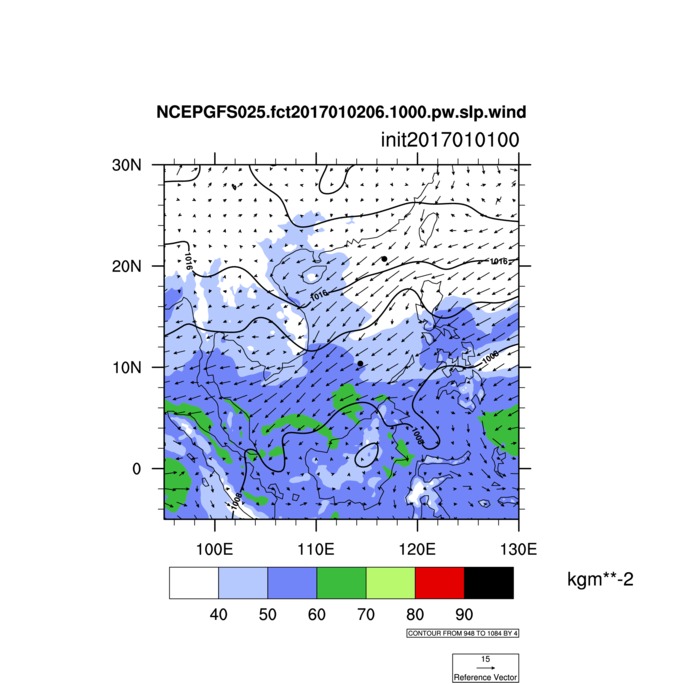 NCEPGFS025.fct2017010206.1000.pw.slp.wind
init2017010100
30N
20N
10N
0
1016
1016
1016
1008
1008
1008
100E 110E 120E 130E
40 50 60 70 80 90
kgm**-2
CONTOUR FROM 948 TO 1084 BY 4
15
Reference Vector